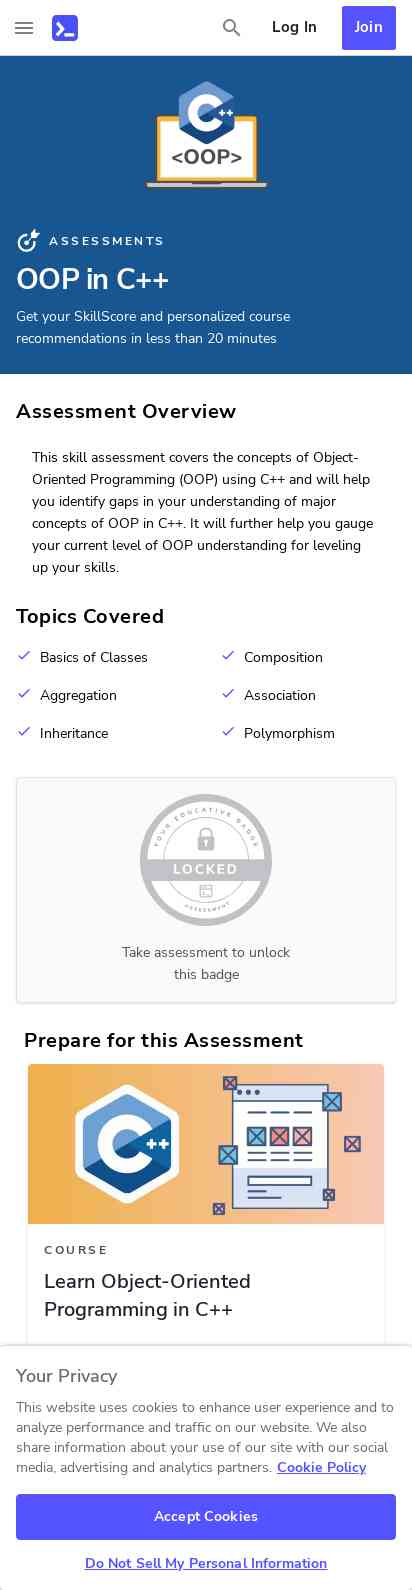 Log In
Join
<OOP>
ASSESSMENTS
OOP in C++
Get your SkillScore and personalized course
recommendations in less than 20 minutes
Assessment Overview
This skill assessment covers the concepts of Object-
Oriented Programming (OOP) using C++ and will help
you identify gaps in your understanding of major
concepts of OOP in C++. It will further help you gauge
your current level of OOP understanding for leveling
up your skills.
Topics Covered
Basics of Classes
Composition
Aggregation
Association
Inheritance
Polymorphism
YOUR EDUCATIVE BADGE
LOCKED
ASSESSMENT
Take assessment to unlock
this badge
Prepare for this Assessment
C++
COURSE
Learn Object-Oriented
Programming in C++
Your Privacy
This website uses cookies to enhance user experience and to
analyze performance and traffic on our website. We also
share information about your use of our site with our social
media, advertising and analytics partners. Cookie Policy
Accept Cookies
Do Not Sell My Personal Information